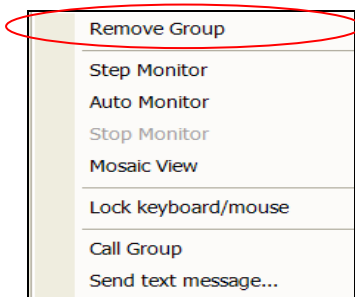 Remove Group
Step Monitor
Auto Monitor
Stop Monitor
Mosaic View
Lock keyboard/mouse
Call Group
Send text message...